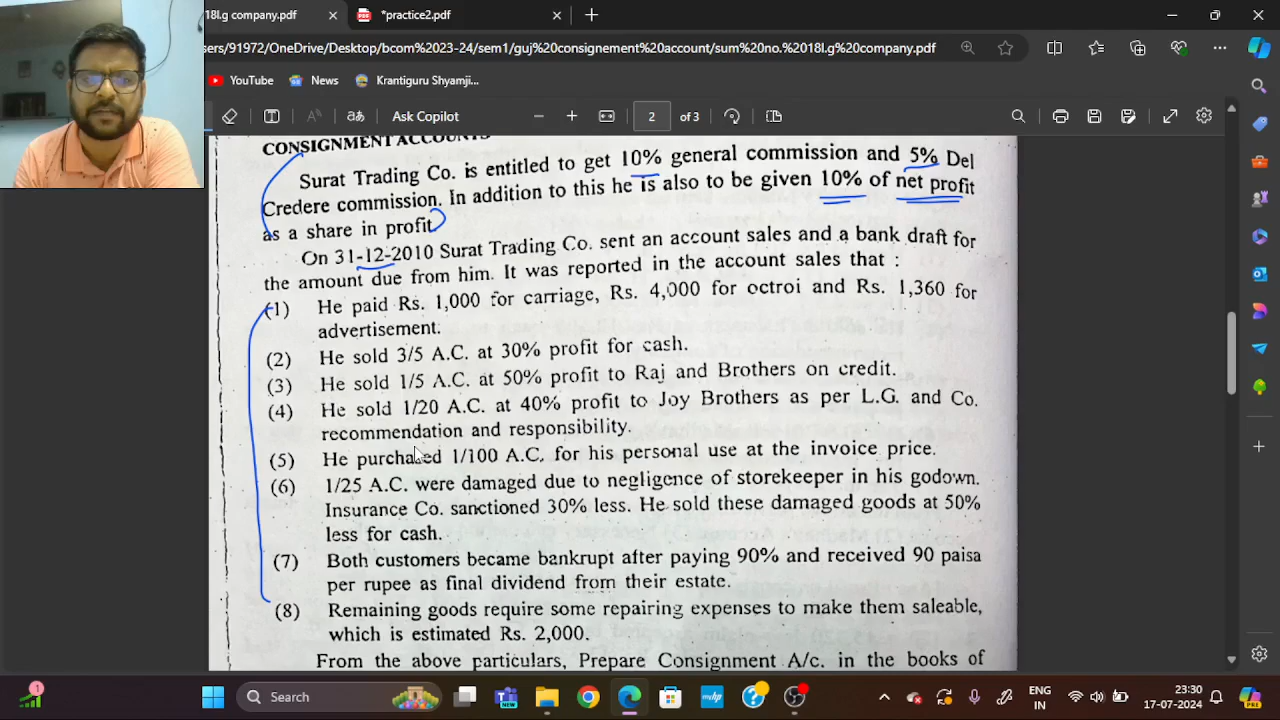 18l.g company.pdf
*practice2.pdf
sers/91972/OneDrive/Desktop/bcom%2023-24/sem1/guj%20consignement%20account/sum%20no.%2018l.g%20company.pdf
YouTube
News
Krantiguru Shyamji...
Ask Copilot
2
of 3
CONSIGNMENT ACCOUNTS
Surat Trading Co. is entitled to get 10% general commission and 5% Del
Credere commission. In addition to this he is also to be given 10% of net profit
as a share in profit
On 31-12-2010 Surat Trading Co. sent an account sales and a bank draft for
the amount due from him. It was reported in the account sales that :
(1) He paid Rs. 1,000 for carriage, Rs. 4,000 for octroi and Rs. 1,360 for
advertisement.
(2) He sold 3/5 A.C. at 30% profit for cash.
(3) He sold 1/5 A.C. at 50% profit to Raj and Brothers on credit.
(4) He sold 1/20 A.C. at 40% profit to Joy Brothers as per L.G. and Co.
recommendation and responsibility.
(5) He purchased 1/100 A.C. for his personal use at the invoice price.
(6) 1/25 A.C. were damaged due to negligence of storekeeper in his godown.
Insurance Co. sanctioned 30% less. He sold these damaged goods at 50%
less for cash.
(7) Both customers became bankrupt after paying 90% and received 90 paisa
per rupee as final dividend from their estate.
(8) Remaining goods require some repairing expenses to make them saleable,
which is estimated Rs. 2,000.
From the above particulars, Prepare Consignment A/c. in the books of
1
Search
NEW
ENG
IN
23:30
17-07-2024
PRE